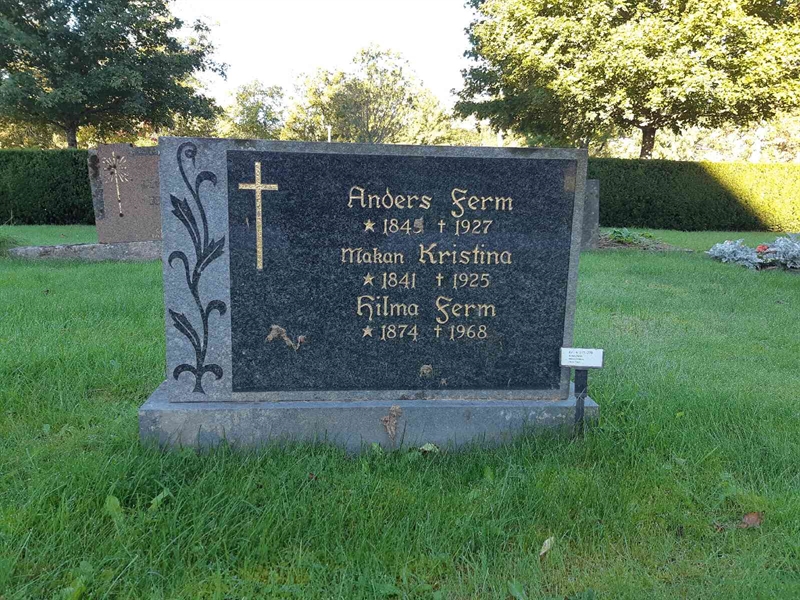 Anders Ferm
★ 1845 † 1927
Makan Kristina
★ 1841 † 1925
Hilma Ferm
★ 1874 † 1968